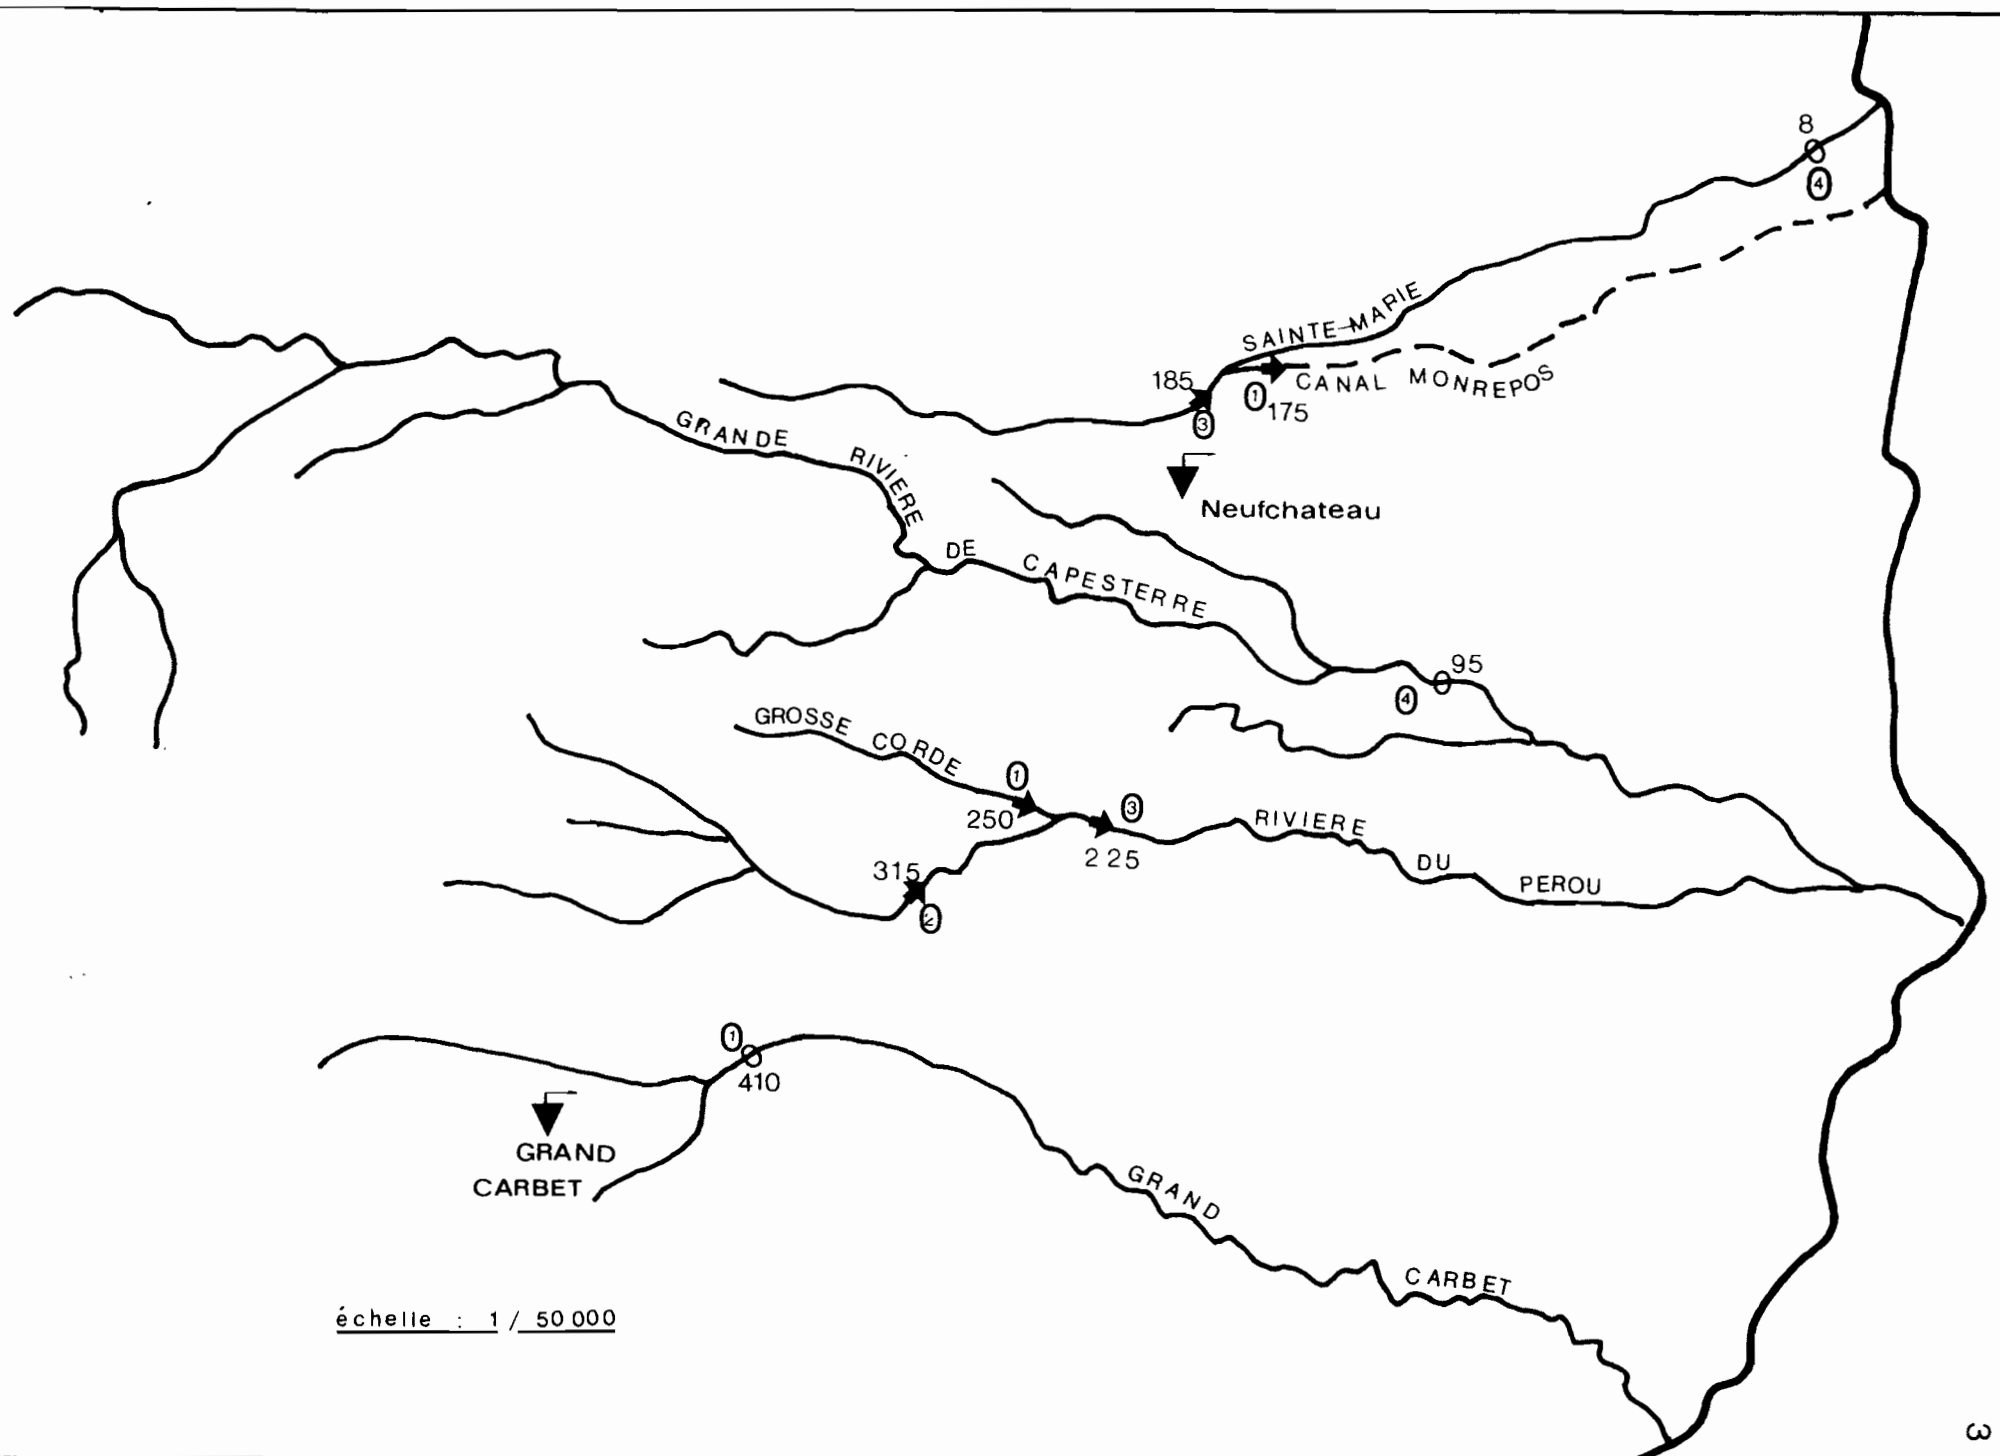 8
④
SAINTE-MARIE
CANAL MONREPOS
185
③
①
175
Neufchateau
GRANDE RIVIERE DE CAPESTERRE
95
④
GROSSE CORDE
①
250
③
225
315
②
RIVIERE DU PEROU
①
410
GRAND
CARBET
GRAND CARBET
échelle : 1 / 50 000
3